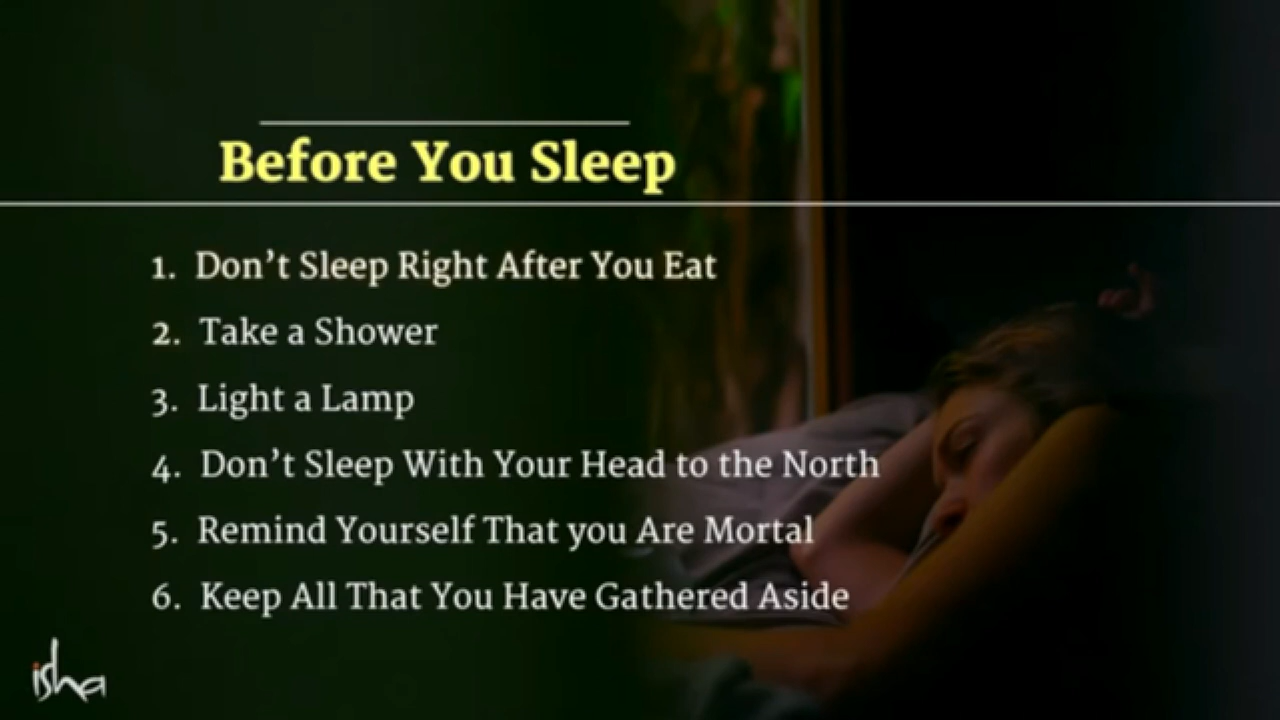 Before You Sleep
1. Don’t Sleep Right After You Eat
2. Take a Shower
3. Light a Lamp
4. Don’t Sleep With Your Head to the North
5. Remind Yourself That you Are Mortal
6. Keep All That You Have Gathered Aside
isha